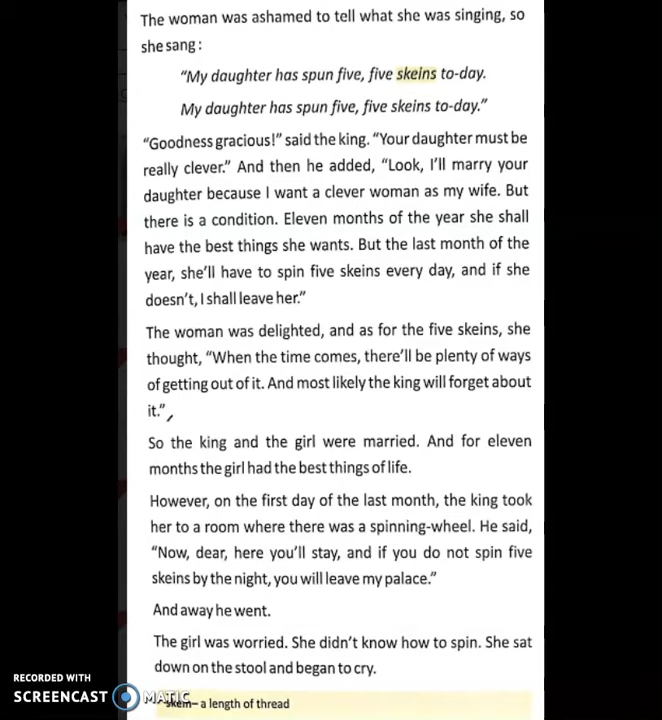 The woman was ashamed to tell what she was singing, so
she sang :
"My daughter has spun five, five skeins to-day.
My daughter has spun five, five skeins to-day."
"Goodness gracious!" said the king. "Your daughter must be
really clever." And then he added, "Look, I'll marry your
daughter because I want a clever woman as my wife. But
there is a condition. Eleven months of the year she shall
have the best things she wants. But the last month of the
year, she'll have to spin five skeins every day, and if she
doesn't, I shall leave her."
The woman was delighted, and as for the five skeins, she
thought, "When the time comes, there'll be plenty of ways
of getting out of it. And most likely the king will forget about
it.",
So the king and the girl were married. And for eleven
months the girl had the best things of life.
However, on the first day of the last month, the king took
her to a room where there was a spinning-wheel. He said,
"Now, dear, here you'll stay, and if you do not spin five
skeins by the night, you will leave my palace."
And away he went.
The girl was worried. She didn't know how to spin. She sat
down on the stool and began to cry.
skein– a length of thread
RECORDED WITH
SCREENCAST MATIC